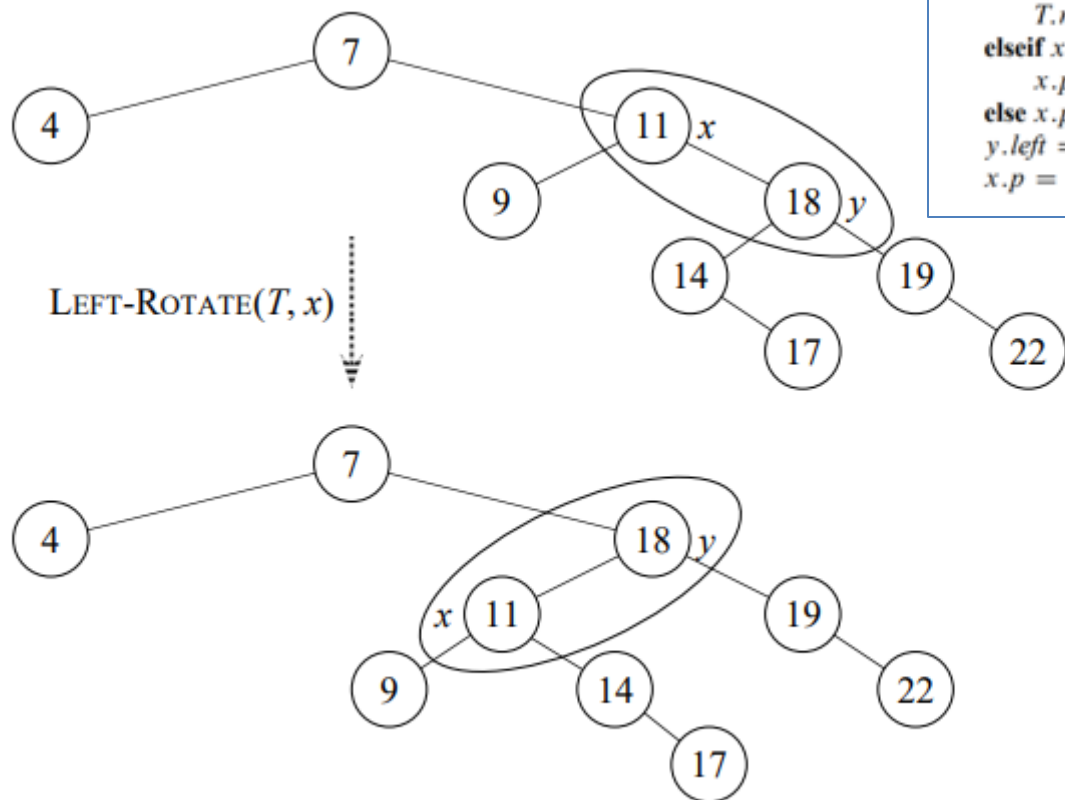 T.
elseif x
x.p
else x.p
y.left =
x.p =
7
4
11 x
9
18 y
14
19
17
22
LEFT-ROTATE(T, x)
7
4
18 y
x 11
19
9
14
22
17